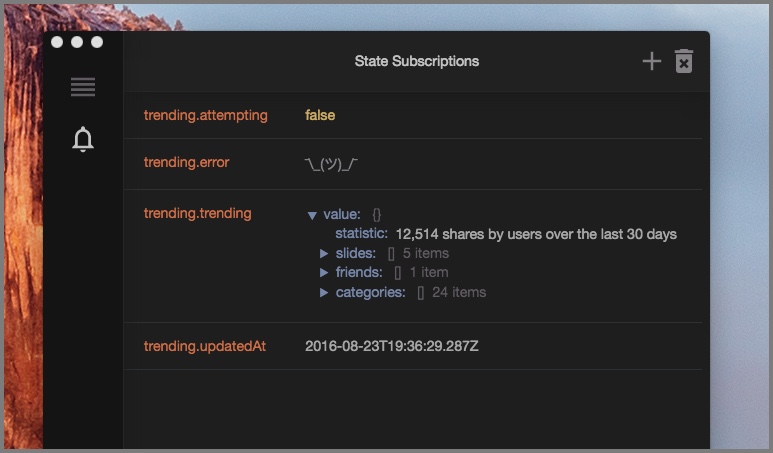 State Subscriptions
trending.attempting false
trending.error ¯\_(ツ)_/¯
trending.trending ▼ value: {}
statistic: 12,514 shares by users over the last 30 days
▶ slides: [] 5 items
▶ friends: [] 1 item
▶ categories: [] 24 items
trending.updatedAt 2016-08-23T19:36:29.287Z